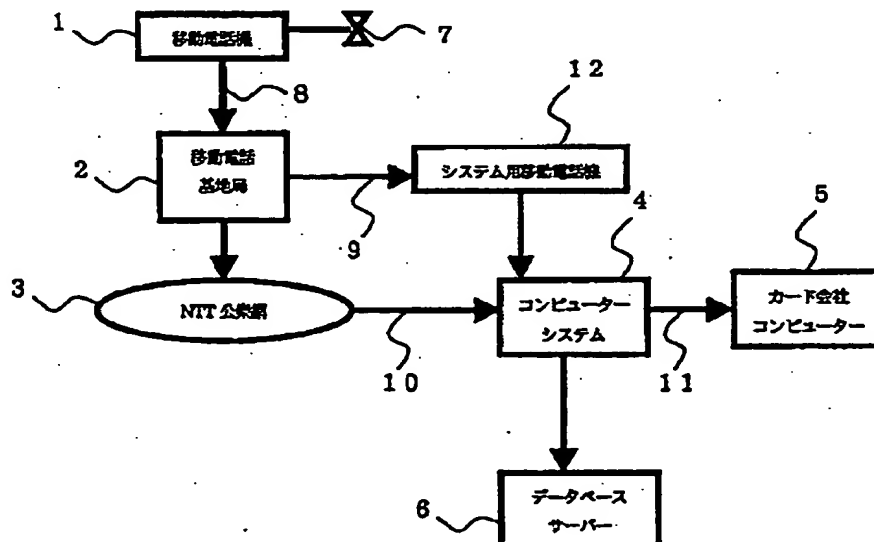 1
移動電話機
7
8
12
2
移動電話
基地局
システム用移動電話機
9
4
5
3
NTT 公衆網
コンピューター
システム
カード会社
コンピューター
10
11
6
データベース
サーバー